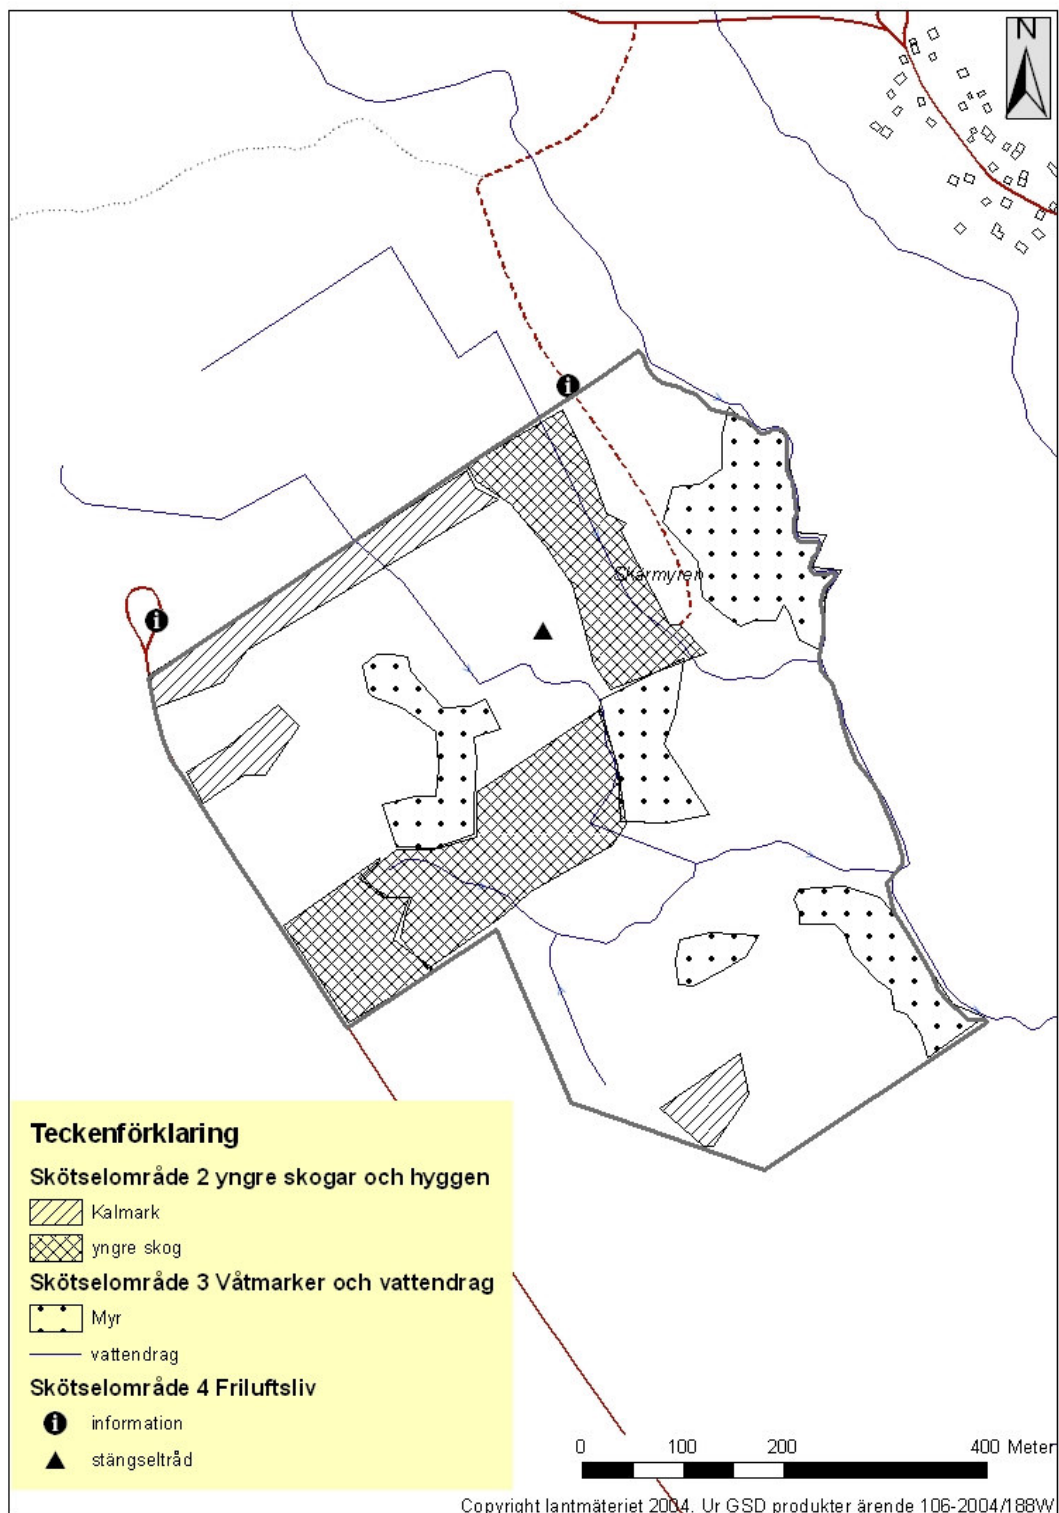 N
i
Skärmyren
i
Teckenförklaring
Skötselområde 2 yngre skogar och hyggen
Kalmark
yngre skog
Skötselområde 3 Våtmarker och vattendrag
Myr
vattendrag
Skötselområde 4 Friluftsliv
i information
stängseltråd
0 100 200 400 Meter
Copyright lantmäteriet 2004. Ur GSD produkter ärende 106-2004/188W